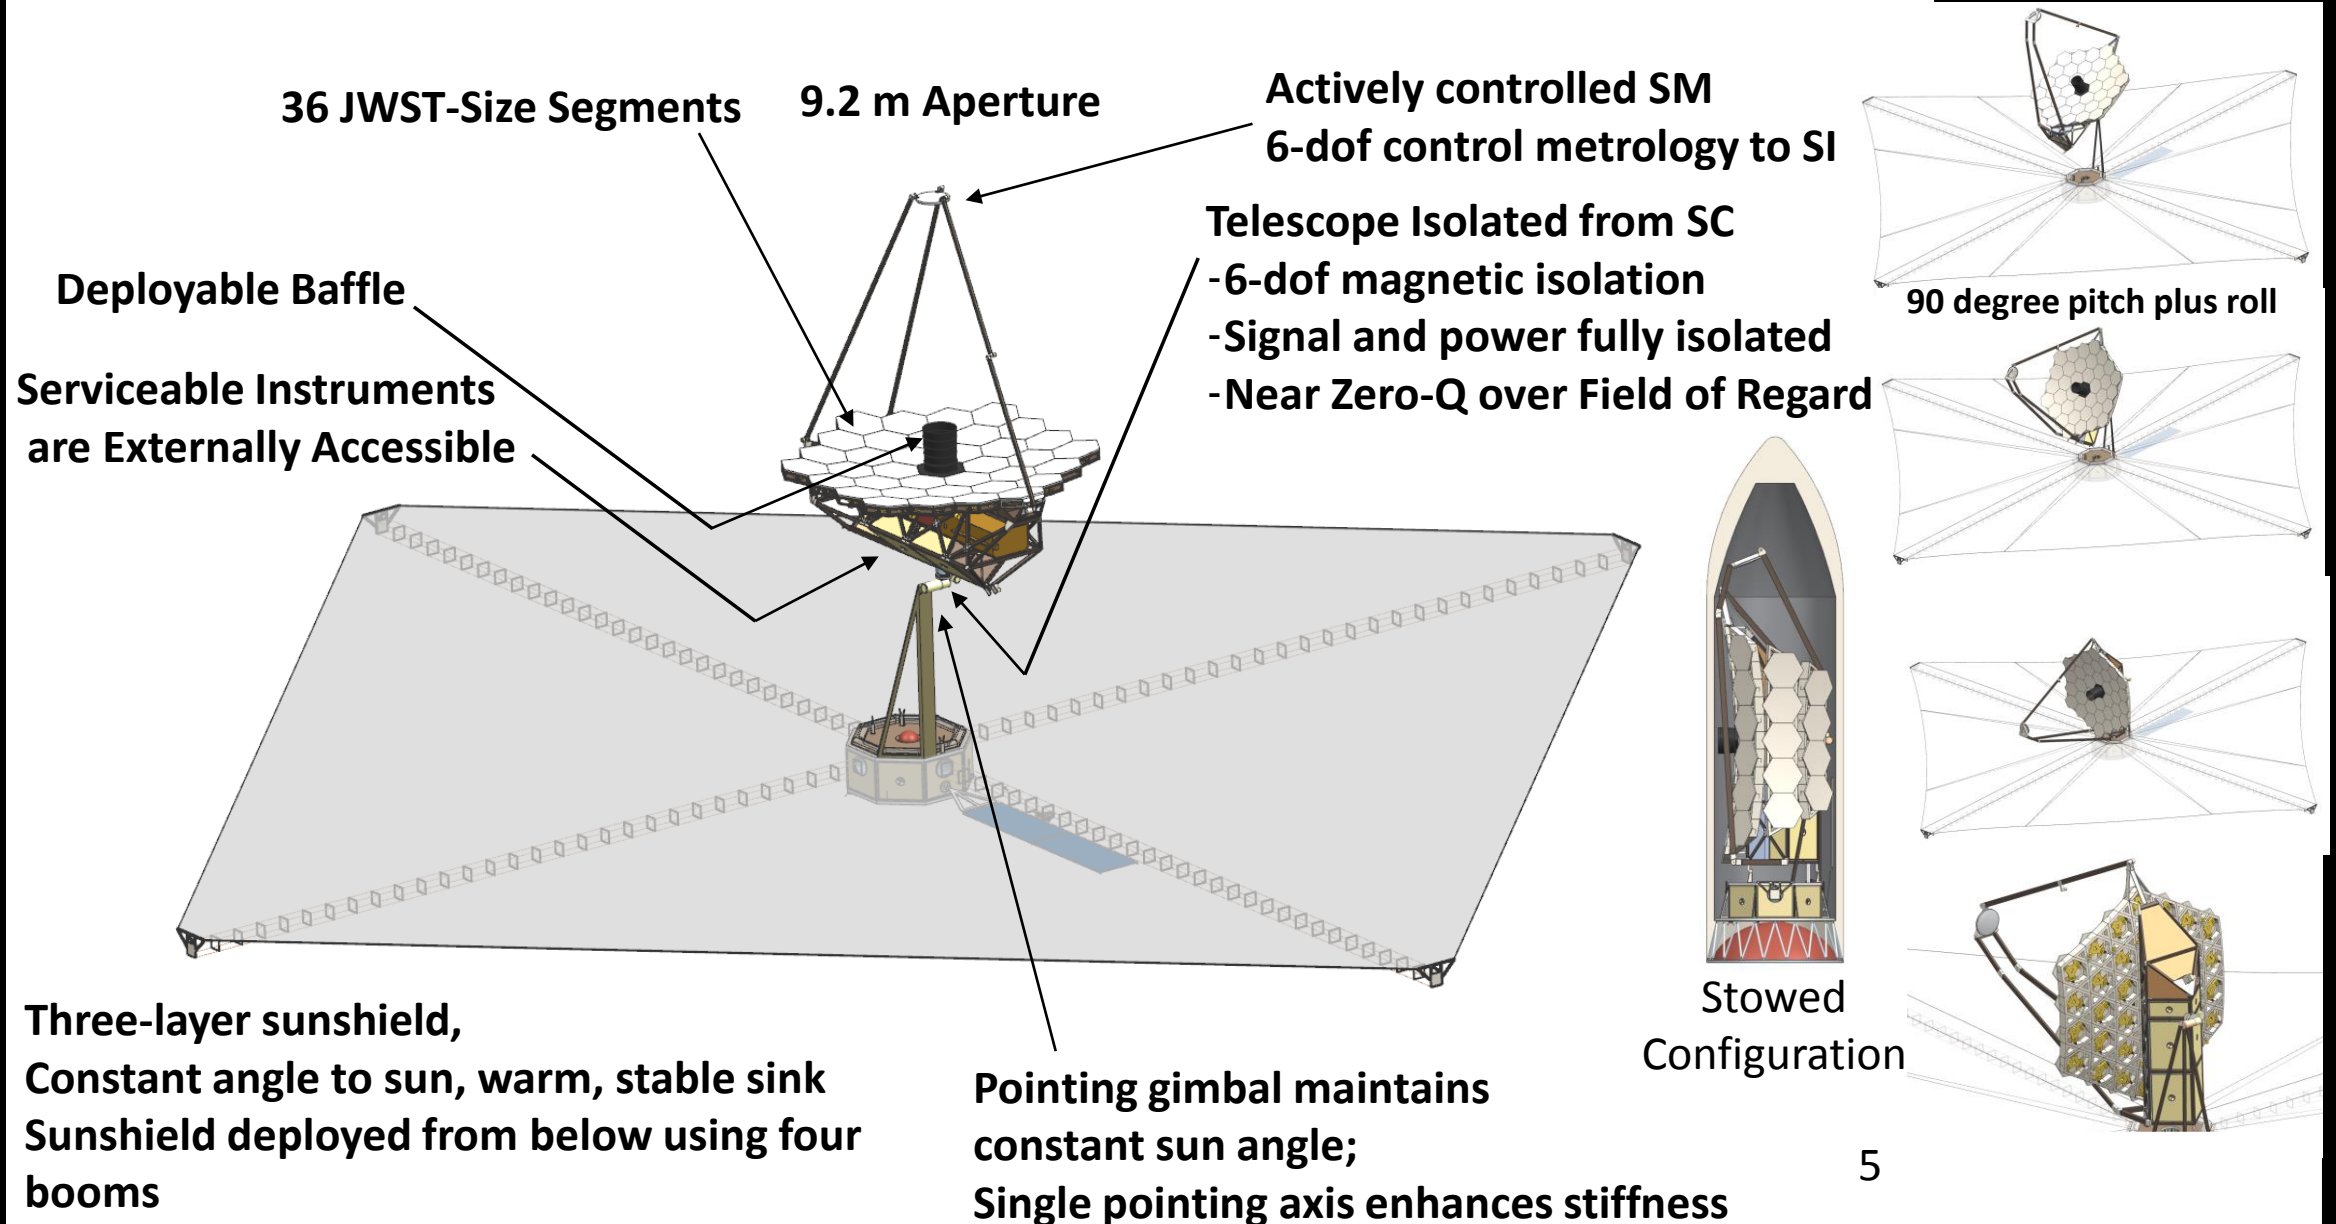 36 JWST-Size Segments
9.2 m Aperture
Actively controlled SM
6-dof control metrology to SI
Telescope Isolated from SC
-6-dof magnetic isolation
-Signal and power fully isolated
-Near Zero-Q over Field of Regard
Deployable Baffle
Serviceable Instruments
are Externally Accessible
90 degree pitch plus roll
Stowed
Configuration
Three-layer sunshield,
Constant angle to sun, warm, stable sink
Sunshield deployed from below using four
booms
Pointing gimbal maintains
constant sun angle;
Single pointing axis enhances stiffness
5